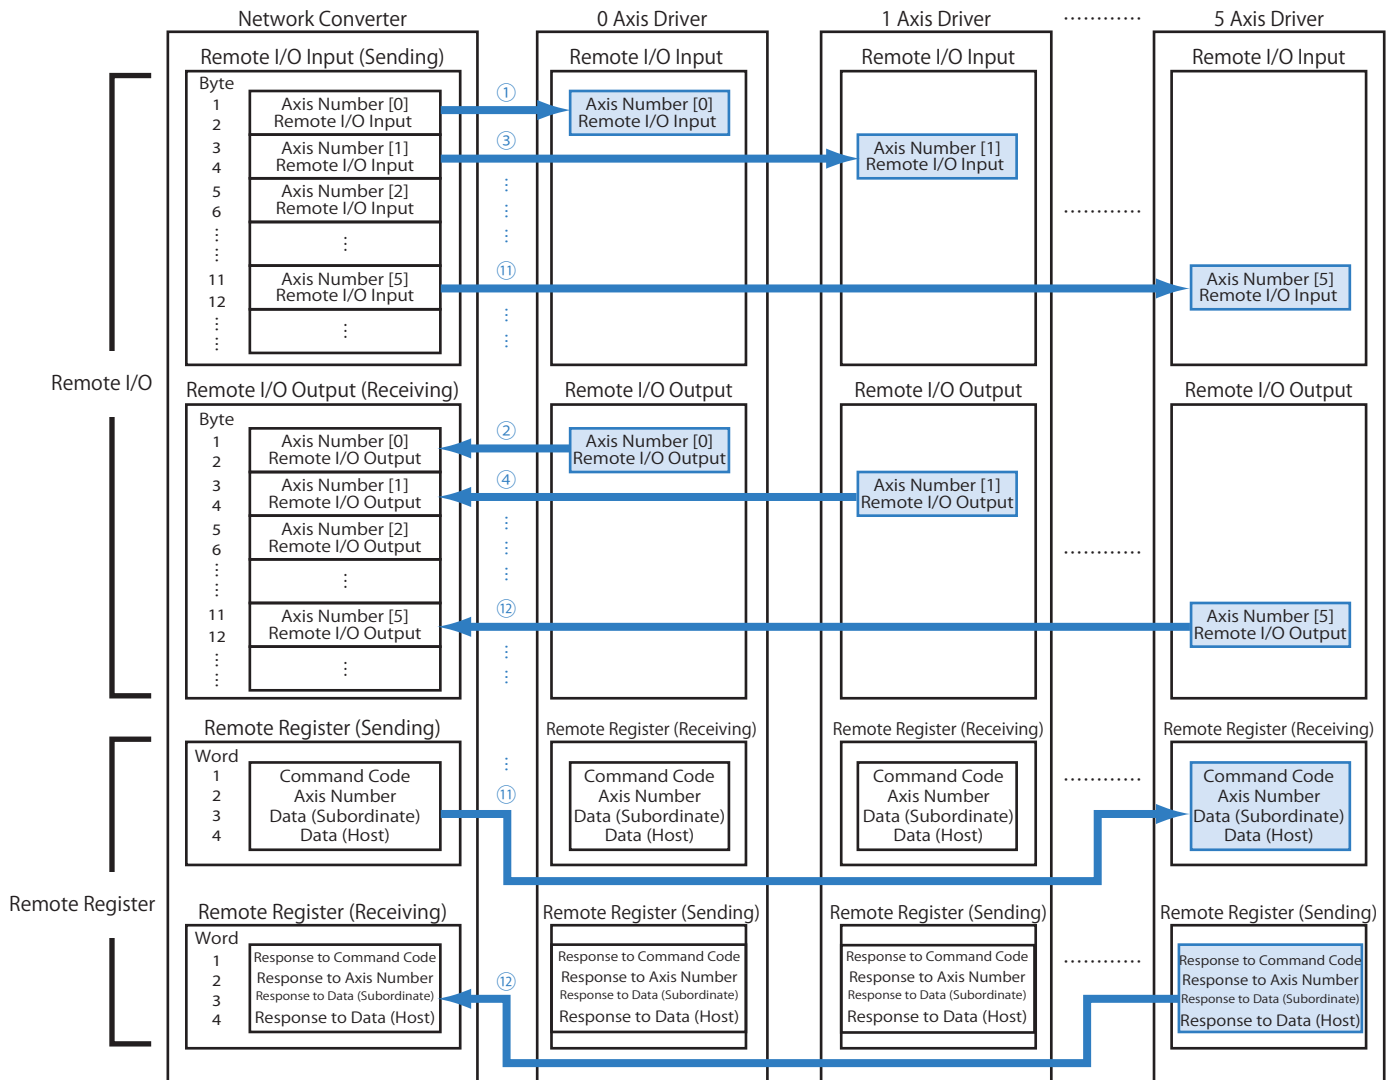 Network Converter
0 Axis Driver
1 Axis Driver
············
5 Axis Driver
Remote I/O
Remote I/O Input (Sending)
Byte
1
2
Axis Number [0]
Remote I/O Input
3
4
Axis Number [1]
Remote I/O Input
5
6
Axis Number [2]
Remote I/O Input
11
12
Axis Number [5]
Remote I/O Input
①
③
⑪
Remote I/O Input
Axis Number [0]
Remote I/O Input
Remote I/O Input
Axis Number [1]
Remote I/O Input
············
Remote I/O Input
Axis Number [5]
Remote I/O Input
Remote I/O Output (Receiving)
Byte
1
2
Axis Number [0]
Remote I/O Output
3
4
Axis Number [1]
Remote I/O Output
5
6
Axis Number [2]
Remote I/O Output
11
12
Axis Number [5]
Remote I/O Output
②
④
⑫
Remote I/O Output
Axis Number [0]
Remote I/O Output
Remote I/O Output
Axis Number [1]
Remote I/O Output
············
Remote I/O Output
Axis Number [5]
Remote I/O Output
Remote Register
Remote Register (Sending)
Word
1
2
3
4
Command Code
Axis Number
Data (Subordinate)
Data (Host)
⑪
Remote Register (Receiving)
Command Code
Axis Number
Data (Subordinate)
Data (Host)
Remote Register (Receiving)
Command Code
Axis Number
Data (Subordinate)
Data (Host)
············
Remote Register (Receiving)
Command Code
Axis Number
Data (Subordinate)
Data (Host)
Remote Register (Receiving)
Word
1
2
3
4
Response to Command Code
Response to Axis Number
Response to Data (Subordinate)
Response to Data (Host)
⑫
Remote Register (Sending)
Response to Command Code
Response to Axis Number
Response to Data (Subordinate)
Response to Data (Host)
Remote Register (Sending)
Response to Command Code
Response to Axis Number
Response to Data (Subordinate)
Response to Data (Host)
············
Remote Register (Sending)
Response to Command Code
Response to Axis Number
Response to Data (Subordinate)
Response to Data (Host)